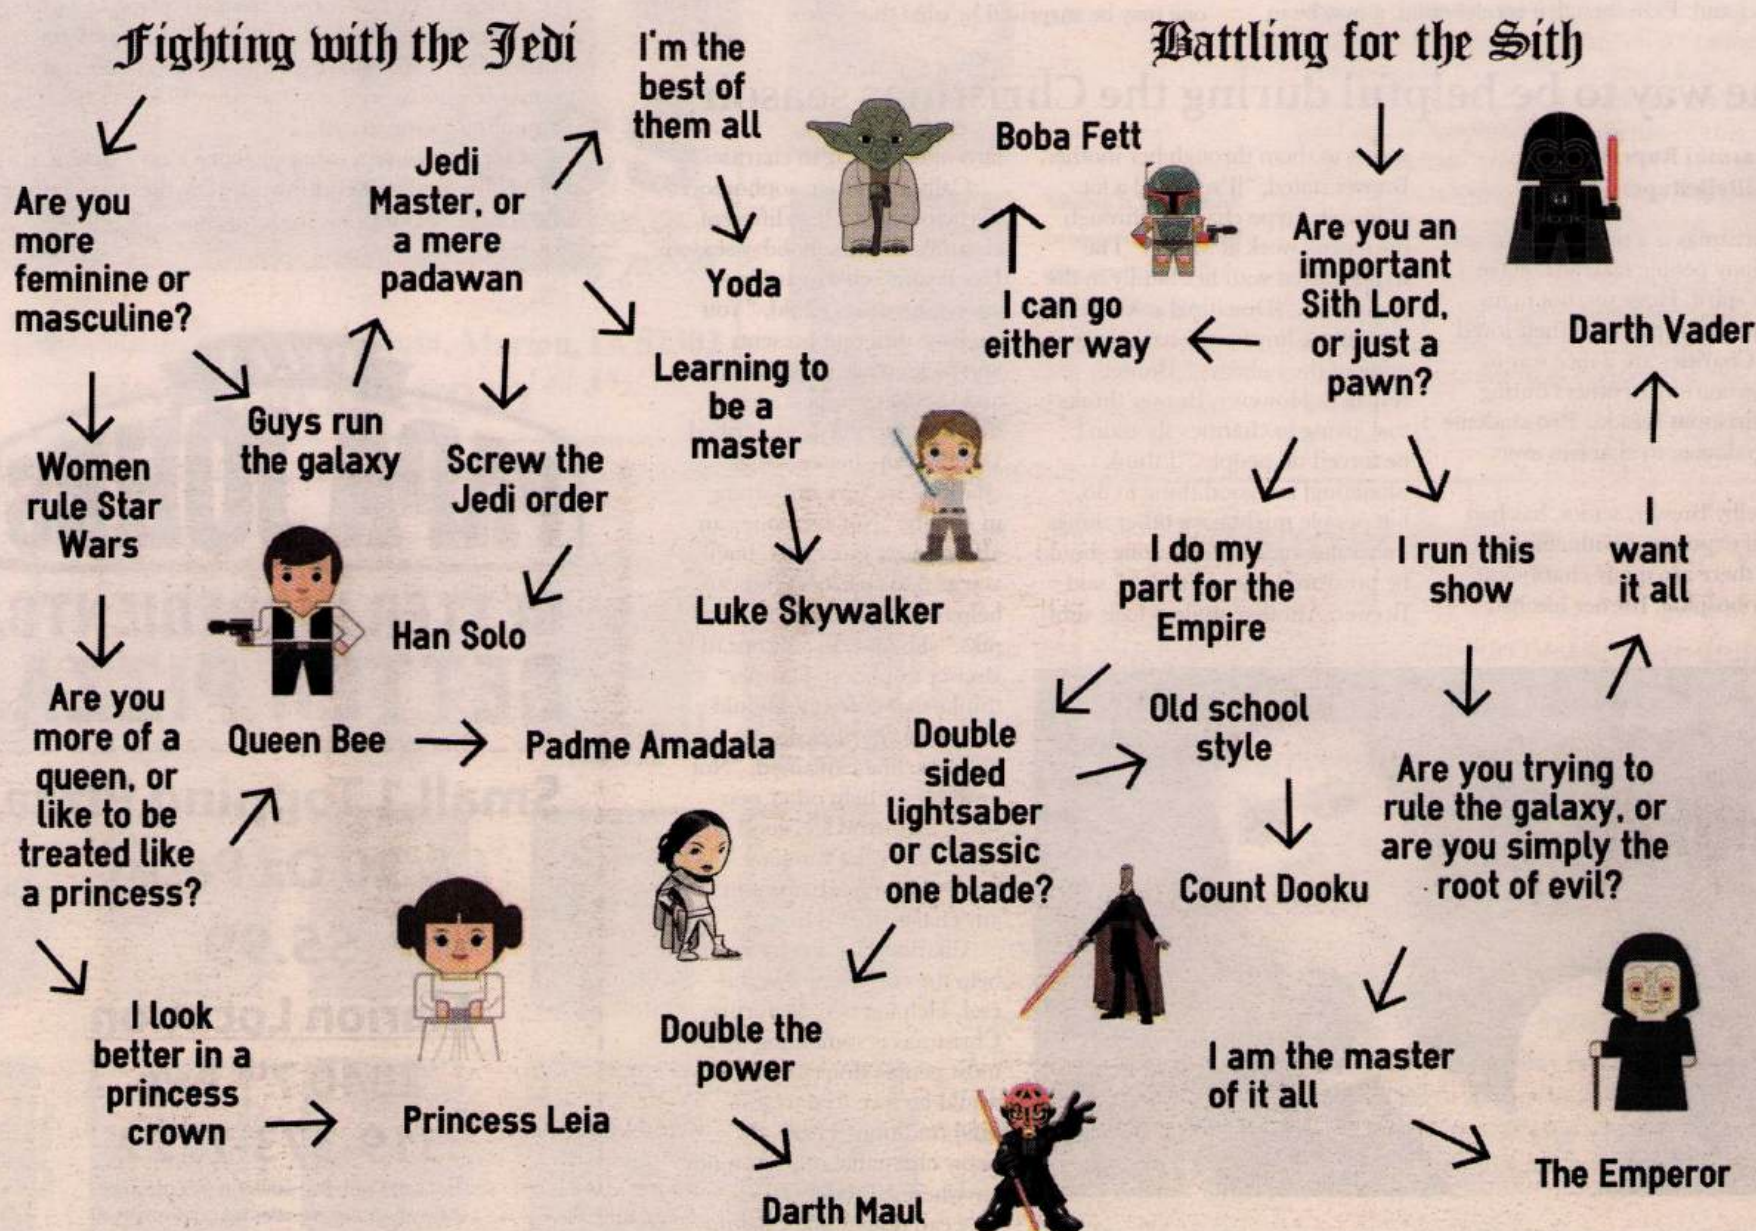 Fighting with the Jedi
Are you
more
feminine or
masculine?
Women
rule Star
Wars
Are you
more of a
queen, or
like to be
treated like
a princess?
I look
better in a
princess
crown
Princess Leia
Queen Bee
Padme Amadala
Guys run
the galaxy
Jedi
Master, or
a mere
padawan
Screw the
Jedi order
Han Solo
I'm the
best of
them all
Yoda
Learning to
be a
master
Luke Skywalker
Battling for the Sith
Are you an
important
Sith Lord,
or just a
pawn?
I can go
either way
Boba Fett
I do my
part for the
Empire
Double
sided
lightsaber
or classic
one blade?
Old school
style
Count Dooku
Double the
power
Darth Maul
I run this
show
Are you trying to
rule the galaxy, or
are you simply the
root of evil?
I
want
it all
Darth Vader
I am the master
of it all
The Emperor